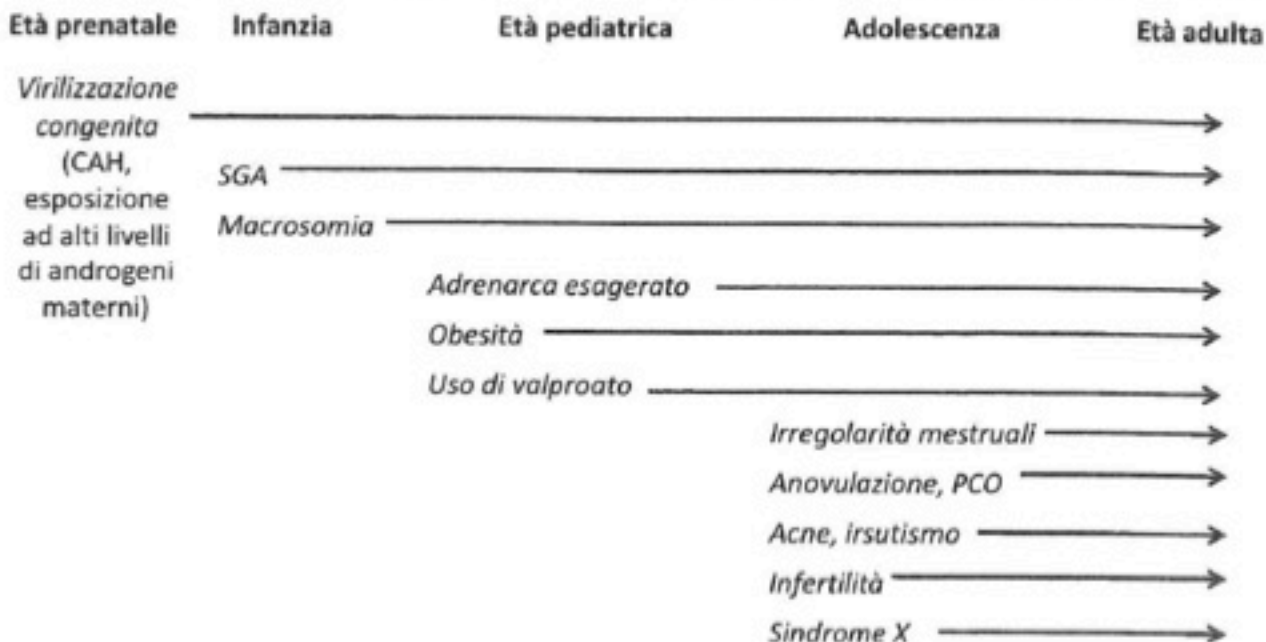 Età prenatale Infanzia Età pediatrica Adolescenza Età adulta
Virilizzazione
congenita
(CAH,
esposizione
ad alti livelli
di androgeni
materni)
SGA
Macrosomia
Adrenarca esagerato
Obesità
Uso di valproato
Irregolarità mestruali
Anovulazione, PCO
Acne, irsutismo
Infertilità
Sindrome X